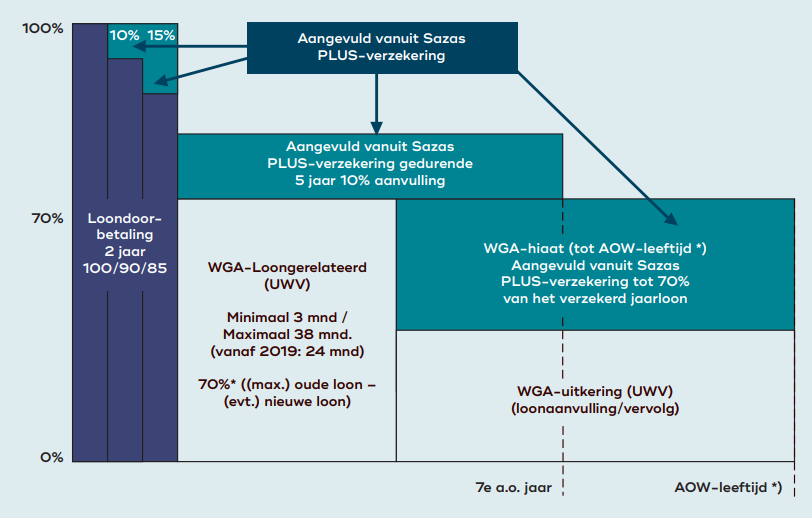 100%
10% 15%
Aangevuld vanuit Sazas
PLUS-verzekering
Aangevuld vanuit Sazas
PLUS-verzekering gedurende
5 jaar 10% aanvulling
70%
Loondoor-
betaling
2 jaar
100/90/85
WGA-Loongerelateerd
(UWV)
Minimaal 3 mnd /
Maximaal 38 mnd.
(vanaf 2019: 24 mnd)
70%* ((max.) oude loon –
(evt.) nieuwe loon)
WGA-hiaat (tot AOW-leeftijd *)
Aangevuld vanuit Sazas
PLUS-verzekering tot 70%
van het verzekerd jaarloon
WGA-uitkering (UWV)
(loonaanvulling/vervolg)
0%
7e a.o. jaar
AOW-leeftijd *)